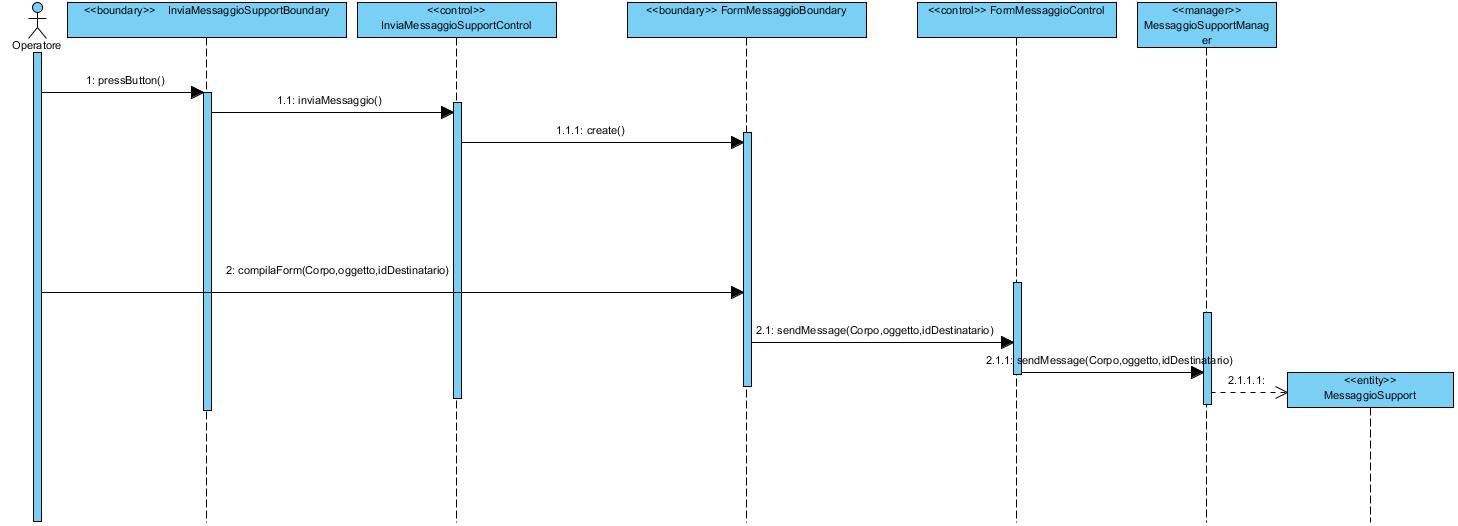 <<boundary>> InviaMessaggioSupportBoundary
<<control>>
InviaMessaggioSupportControl
<<boundary>> FormMessaggioBoundary
<<control>> FormMessaggioControl
<<manager>>
MessaggioSupportManag
er
Operatore
1: pressButton()
1.1: inviaMessaggio()
1.1.1: create()
2: compilaForm(Corpo,oggetto,idDestinatario)
2.1: sendMessage(Corpo,oggetto,idDestinatario)
2.1.1: sendMessage(Corpo,oggetto,idDestinatario)
2.1.1.1:
<<entity>>
MessaggioSupport